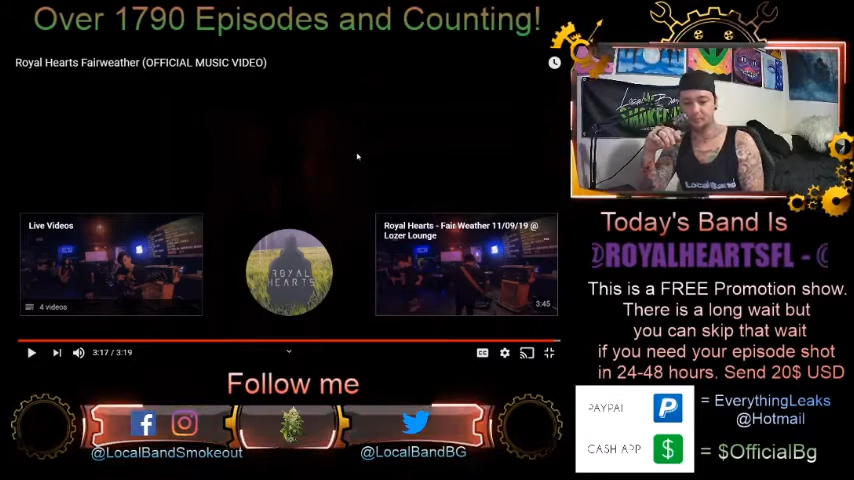 Over 1790 Episodes and Counting!
Royal Hearts Fairweather (OFFICIAL MUSIC VIDEO)
Live Videos
4 videos
ROYAL
HEARTS
Royal Hearts - Fair Weather 11/09/19 @
Lozer Lounge
3:45
3:17 / 3:19
CC
Follow me
@LocalBandSmokeout
@LocalBandBG
Today's Band Is
@ROYALHEARTSFL -
This is a FREE Promotion show.
There is a long wait but
you can skip that wait
if you need your episode shot
in 24-48 hours. Send 20$ USD
PAYPAL
= EverythingLeaks
@Hotmail
CASH APP
= $OfficialBg